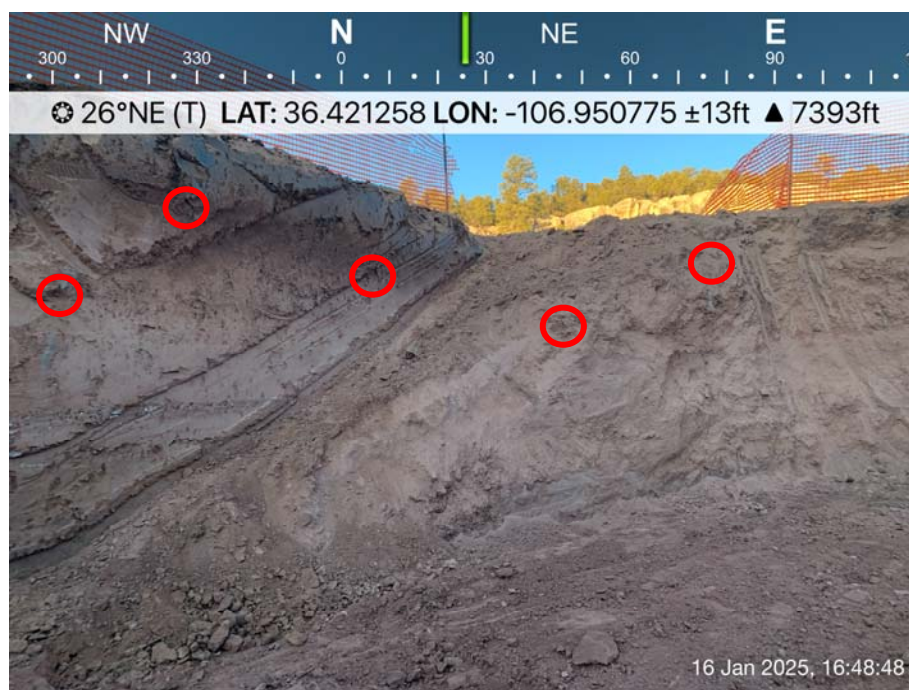 NW N NE E
300 330 0 30 60 90
26°NE (T) LAT: 36.421258 LON: -106.950775 ±13ft ▲ 7393ft
16 Jan 2025, 16:48:48